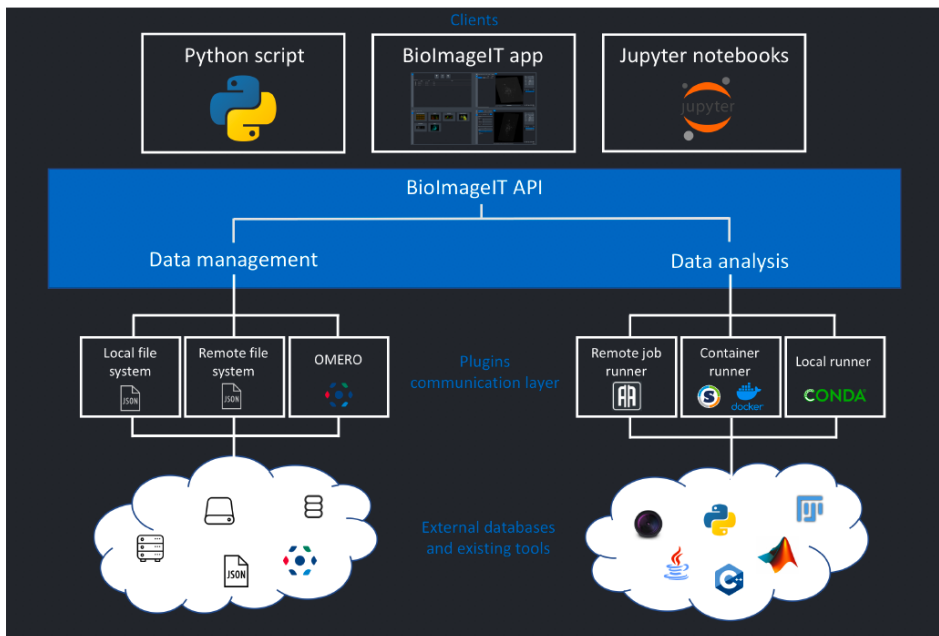 Clients
Python script
BioImageIT app
Jupyter notebooks
jupyter
BioImageIT API
Data management
Data analysis
Local file
system
JSON
Remote file
system
JSON
OMERO
Plugins
communication layer
Remote job
runner
Container
runner
S
docker
Local runner
CONDA
External databases
and existing tools
JSON
Java
C++